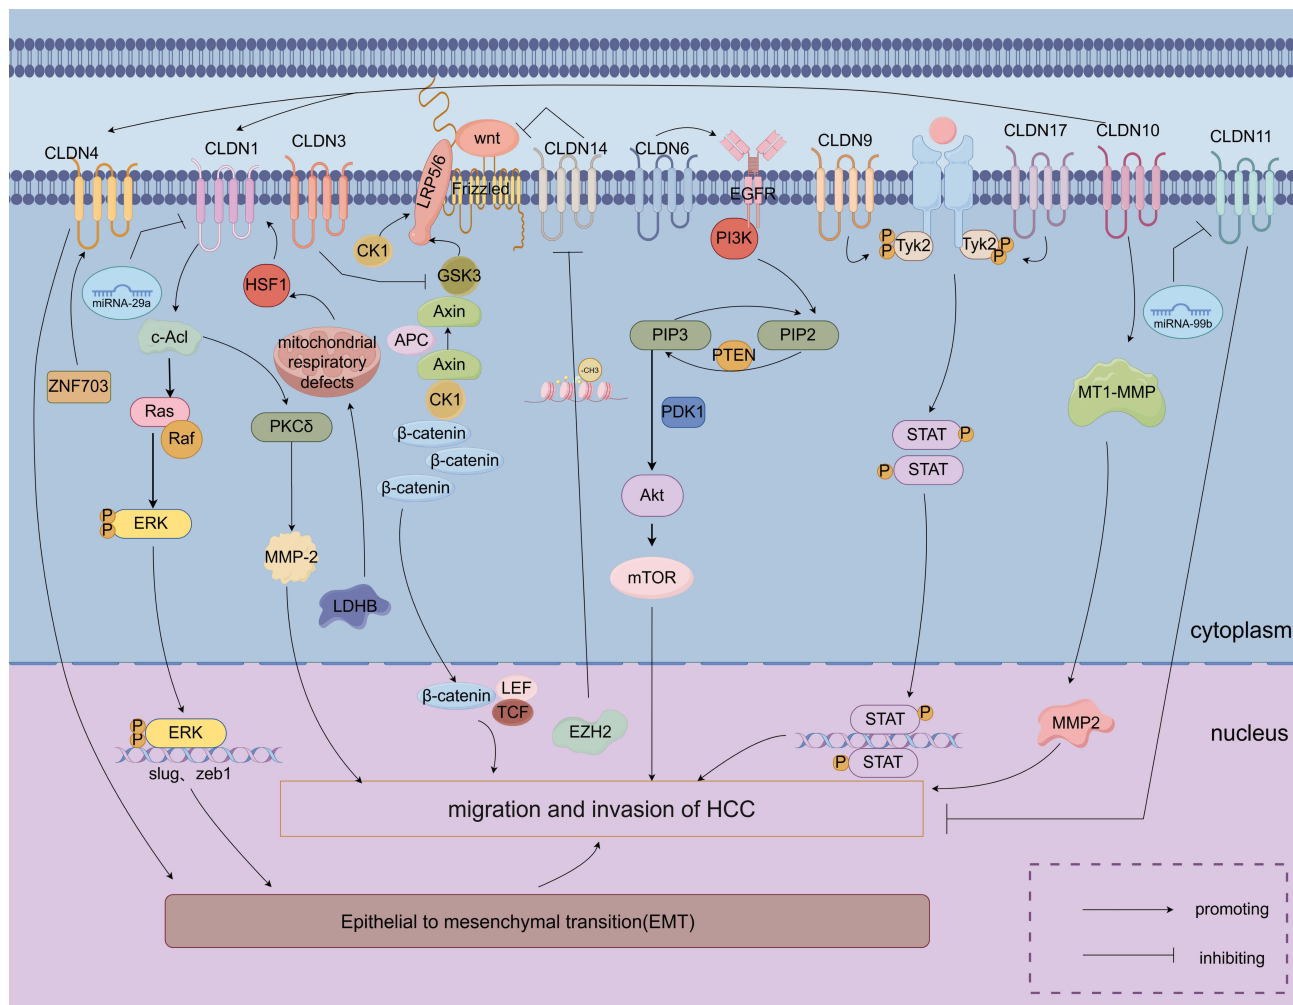 CLDN4
CLDN1
CLDN3
wnt
LRP5/6
Frizzled
CLDN14
CLDN6
EGFR
CLDN9
CLDN17
CLDN10
CLDN11
CK1
PI3K
P
P
Tyk2
Tyk2
P
P
GSK3
HSF1
miRNA-29a
miRNA-99b
Axin
c-Acl
APC
mitochondrial
respiratory
defects
PIP3
PIP2
PTEN
Axin
-CH3
ZNF703
MT1-MMP
CK1
Ras
Raf
PKCδ
PDK1
β-catenin
β-catenin
β-catenin
STAT
P
P
STAT
Akt
P
P
ERK
MMP-2
mTOR
LDHB
cytoplasm
β-catenin
LEF
TCF
EZH2
P
P
ERK
slug、zeb1
STAT
P
P
STAT
MMP2
nucleus
migration and invasion of HCC
Epithelial to mesenchymal transition(EMT)
promoting
inhibiting